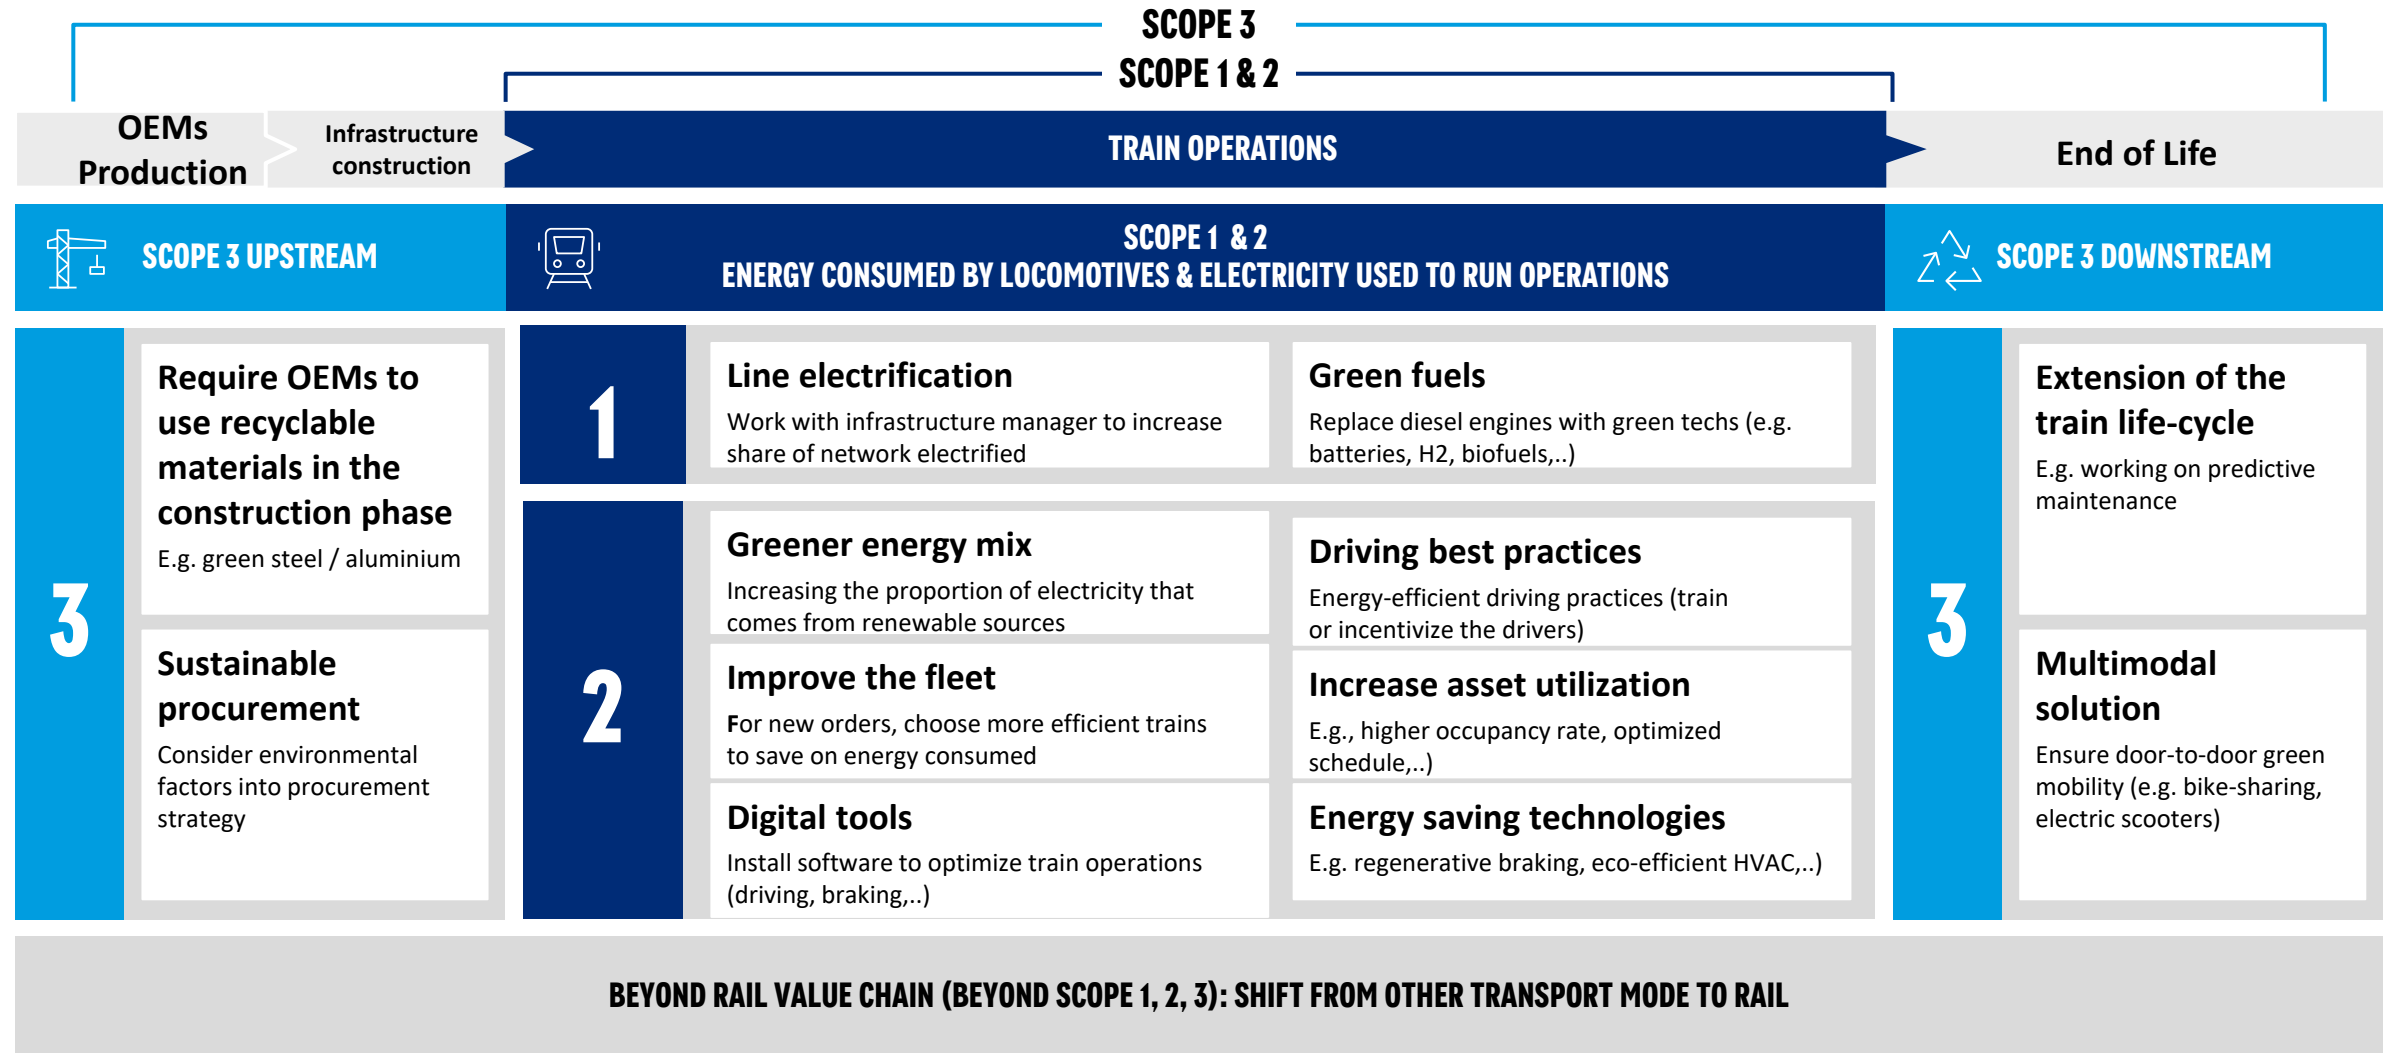 SCOPE 3
SCOPE 1 & 2
OEMs
Production
Infrastructure
construction
TRAIN OPERATIONS
End of Life
SCOPE 3 UPSTREAM
SCOPE 1 & 2
ENERGY CONSUMED BY LOCOMOTIVES & ELECTRICITY USED TO RUN OPERATIONS
SCOPE 3 DOWNSTREAM
3
Require OEMs to
use recyclable
materials in the
construction phase
E.g. green steel / aluminium
Sustainable
procurement
Consider environmental
factors into procurement
strategy
1
Line electrification
Work with infrastructure manager to increase
share of network electrified
Green fuels
Replace diesel engines with green techs (e.g.
batteries, H2, biofuels,..)
2
Greener energy mix
Increasing the proportion of electricity that
comes from renewable sources
Improve the fleet
For new orders, choose more efficient trains
to save on energy consumed
Digital tools
Install software to optimize train operations
(driving, braking,..)
Driving best practices
Energy-efficient driving practices (train
or incentivize the drivers)
Increase asset utilization
E.g., higher occupancy rate, optimized
schedule,..)
Energy saving technologies
E.g. regenerative braking, eco-efficient HVAC,..)
3
Extension of the
train life-cycle
E.g. working on predictive
maintenance
Multimodal
solution
Ensure door-to-door green
mobility (e.g. bike-sharing,
electric scooters)
BEYOND RAIL VALUE CHAIN (BEYOND SCOPE 1, 2, 3): SHIFT FROM OTHER TRANSPORT MODE TO RAIL